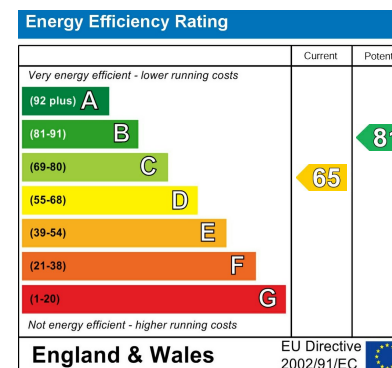 Energy Efficiency Rating
Current Potent
Very energy efficient - lower running costs
(92 plus) A
(81-91) B
81
(69-80) C
65
(55-68) D
(39-54) E
(21-38) F
(1-20) G
Not energy efficient - higher running costs
England & Wales
EU Directive
2002/91/EC